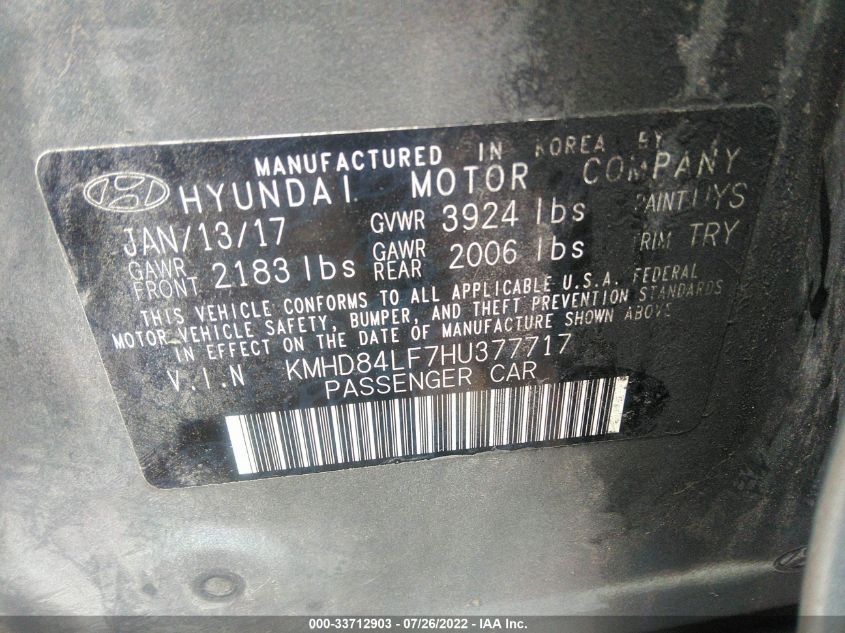 MANUFACTURED IN KOREA BY
HYUNDAI MOTOR COMPANY
JAN/13/17 GVWR 3924 lbs PAINT UYS
GAWR FRONT 2183 lbs GAWR REAR 2006 lbs TRIM TRY
THIS VEHICLE CONFORMS TO ALL APPLICABLE U.S.A. FEDERAL
MOTOR VEHICLE SAFETY, BUMPER, AND THEFT PREVENTION STANDARDS
IN EFFECT ON THE DATE OF MANUFACTURE SHOWN ABOVE
V.I.N KMHD84LF7HU377717
PASSENGER CAR
000-33712903 - 07/26/2022 - IAA Inc.